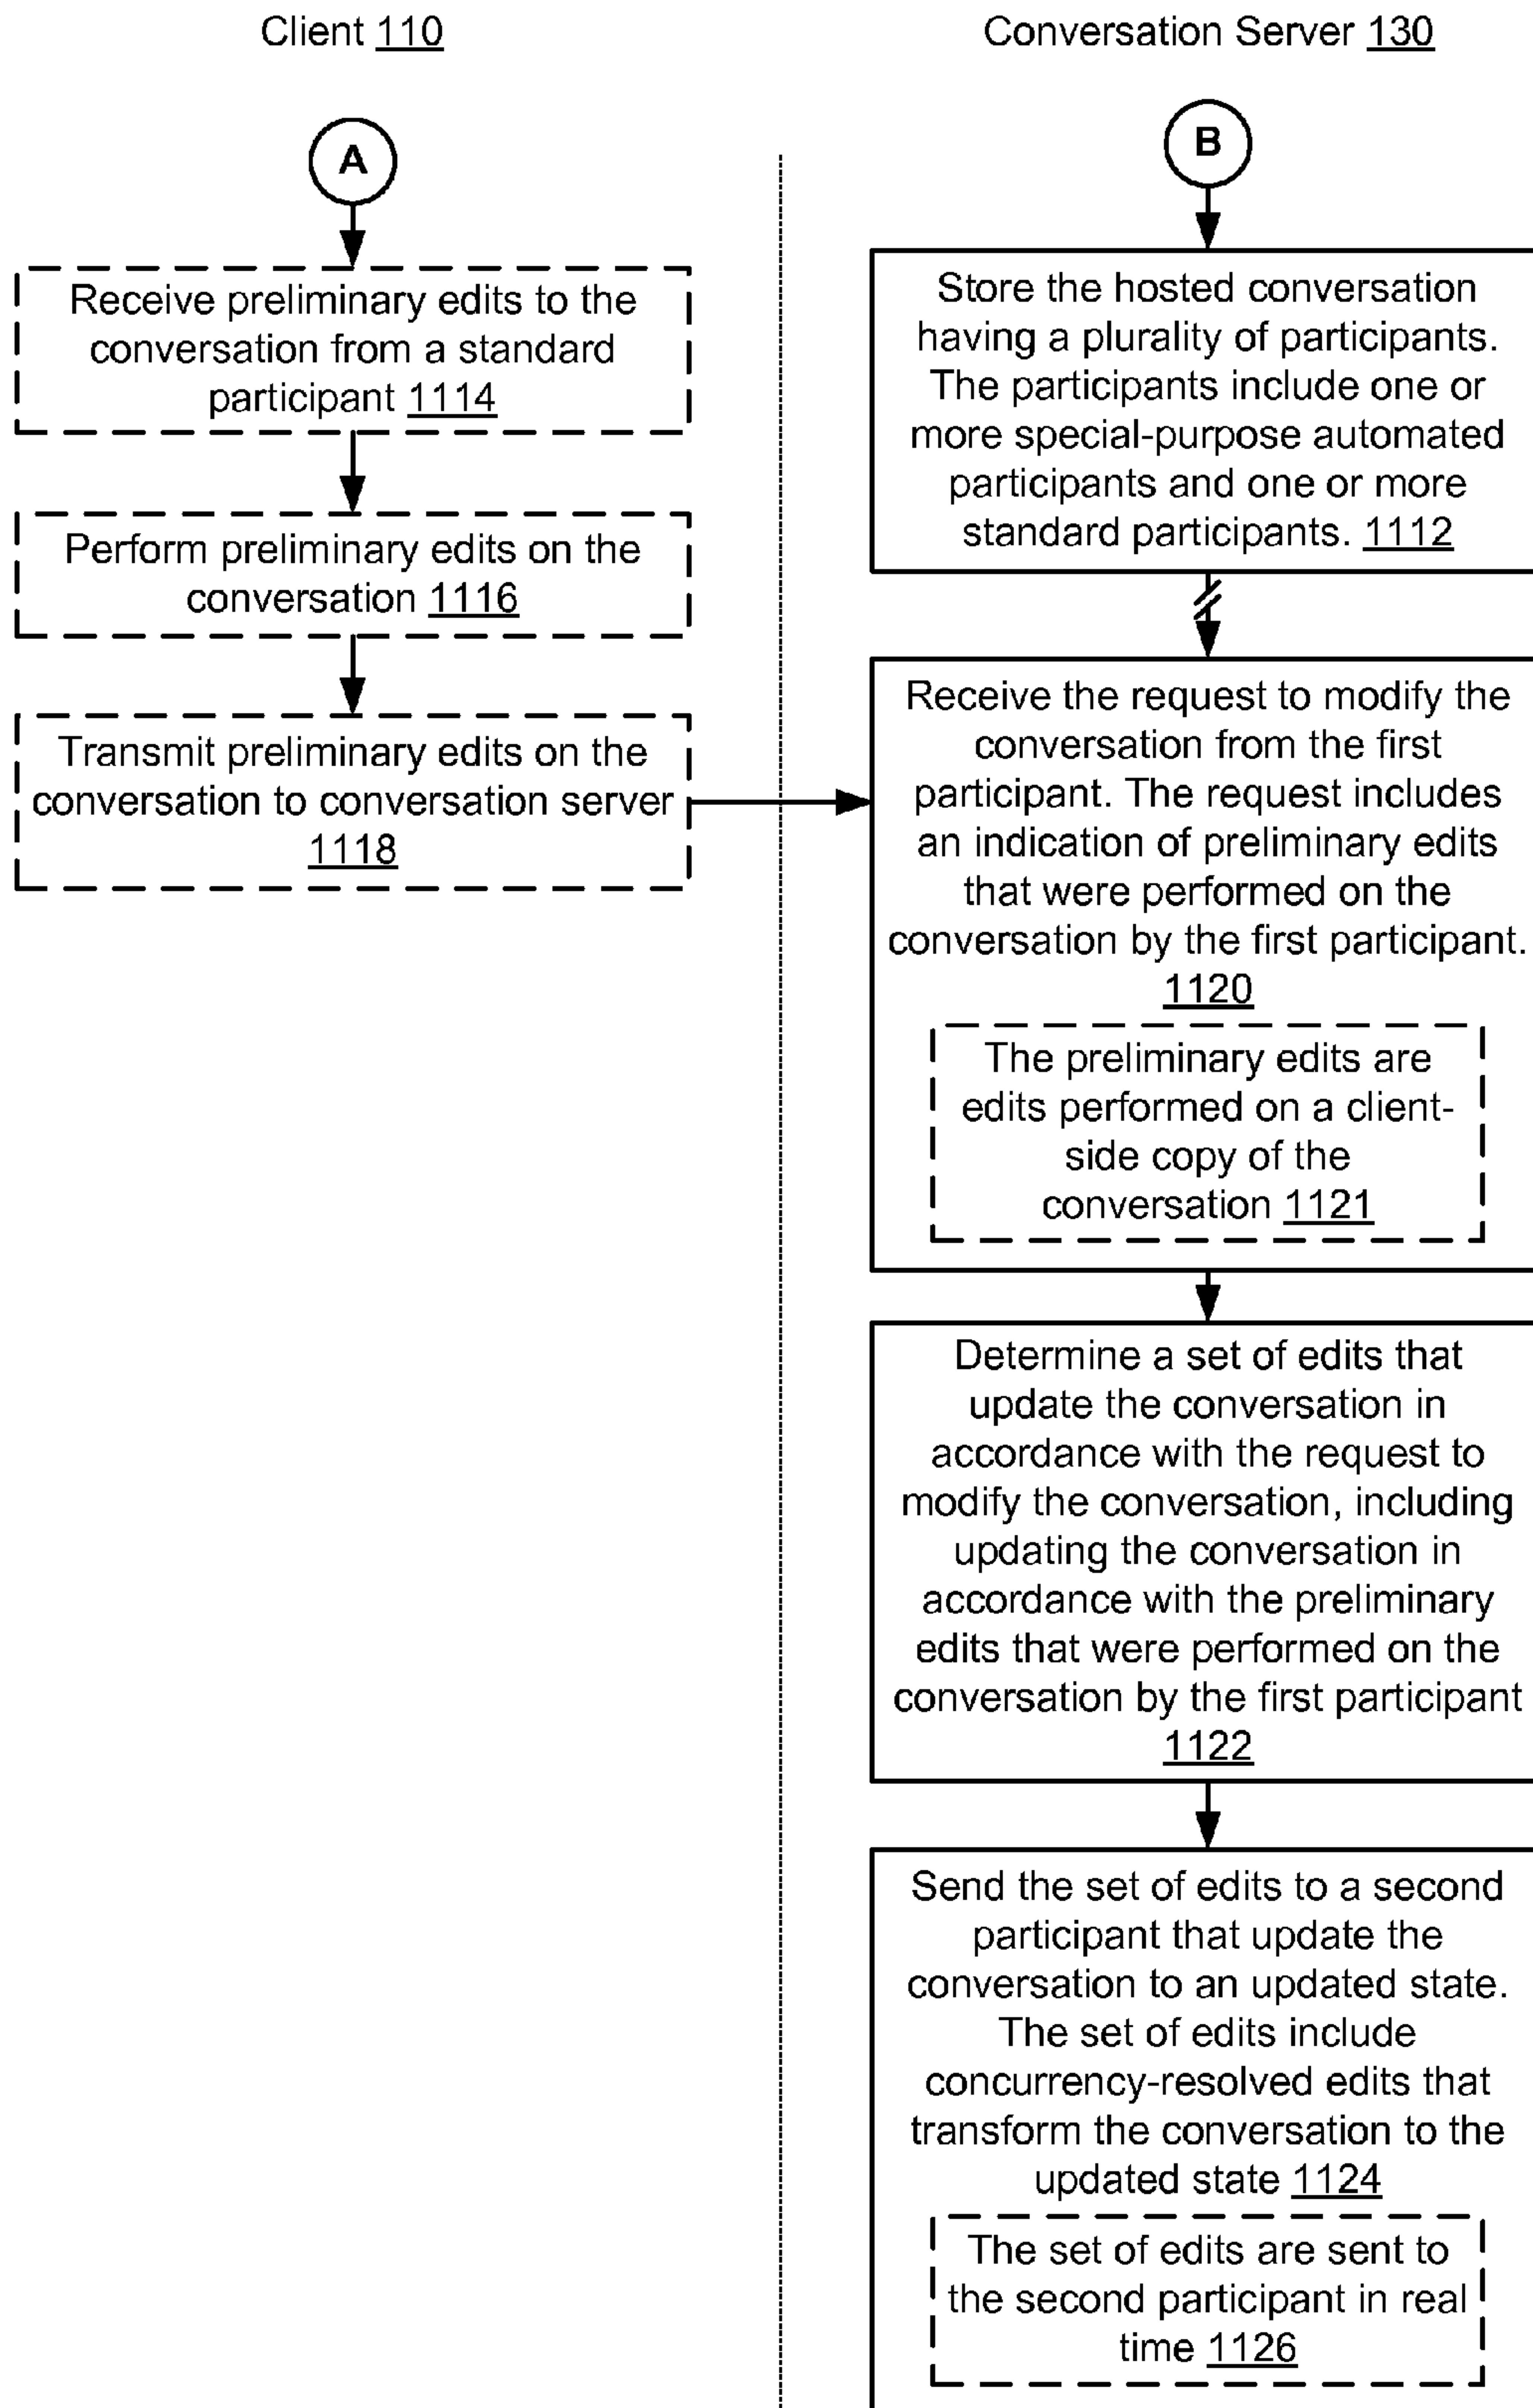 Client 110
Conversation Server 130
A
Receive preliminary edits to the
conversation from a standard
participant 1114
Perform preliminary edits on the
conversation 1116
Transmit preliminary edits on the
conversation to conversation server
1118
B
Store the hosted conversation
having a plurality of participants.
The participants include one or
more special-purpose automated
participants and one or more
standard participants. 1112
Receive the request to modify the
conversation from the first
participant. The request includes
an indication of preliminary edits
that were performed on the
conversation by the first participant.
1120
The preliminary edits are
edits performed on a client-
side copy of the
conversation 1121
Determine a set of edits that
update the conversation in
accordance with the request to
modify the conversation, including
updating the conversation in
accordance with the preliminary
edits that were performed on the
conversation by the first participant
1122
Send the set of edits to a second
participant that update the
conversation to an updated state.
The set of edits include
concurrency-resolved edits that
transform the conversation to the
updated state 1124
The set of edits are sent to
the second participant in real
time 1126